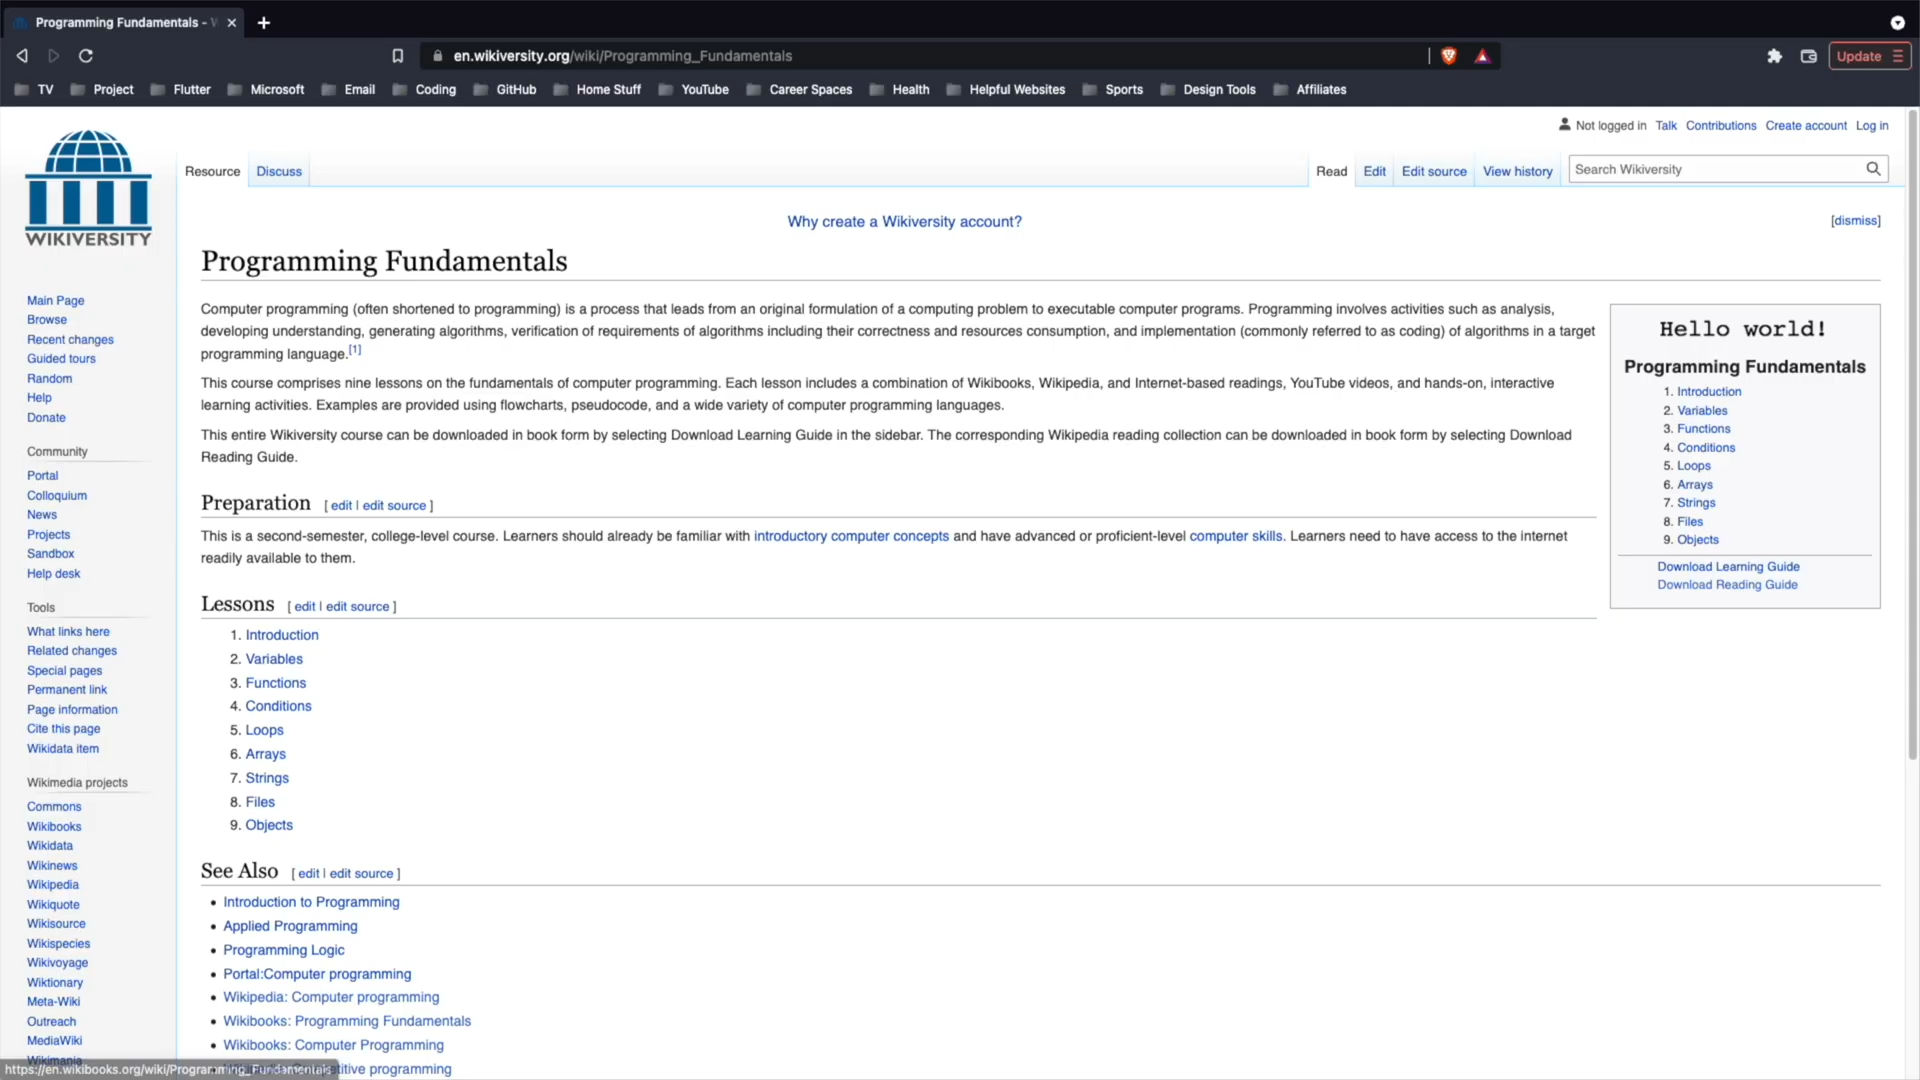 Programming Fundamentals - W
en.wikiversity.org/wiki/Programming_Fundamentals
Update
TV Project Flutter Microsoft Email Coding GitHub Home Stuff YouTube Career Spaces Health Helpful Websites Sports Design Tools Affiliates
Not logged in Talk Contributions Create account Log in
WIKIVERSITY
Resource Discuss Read Edit Edit source View history Search Wikiversity
Why create a Wikiversity account? [dismiss]
Main Page
Browse
Recent changes
Guided tours
Random
Help
Donate
Community
Portal
Colloquium
News
Projects
Sandbox
Help desk
Tools
What links here
Related changes
Special pages
Permanent link
Page information
Cite this page
Wikidata item
Wikimedia projects
Commons
Wikibooks
Wikidata
Wikinews
Wikipedia
Wikiquote
Wikisource
Wikispecies
Wikivoyage
Wiktionary
Meta-Wiki
Outreach
MediaWiki
Wikimania
Programming Fundamentals
Computer programming (often shortened to programming) is a process that leads from an original formulation of a computing problem to executable computer programs. Programming involves activities such as analysis,
developing understanding, generating algorithms, verification of requirements of algorithms including their correctness and resources consumption, and implementation (commonly referred to as coding) of algorithms in a target
programming language.[1]
This course comprises nine lessons on the fundamentals of computer programming. Each lesson includes a combination of Wikibooks, Wikipedia, and Internet-based readings, YouTube videos, and hands-on, interactive
learning activities. Examples are provided using flowcharts, pseudocode, and a wide variety of computer programming languages.
This entire Wikiversity course can be downloaded in book form by selecting Download Learning Guide in the sidebar. The corresponding Wikipedia reading collection can be downloaded in book form by selecting Download
Reading Guide.
Preparation [ edit | edit source ]
This is a second-semester, college-level course. Learners should already be familiar with introductory computer concepts and have advanced or proficient-level computer skills. Learners need to have access to the internet
readily available to them.
Lessons [ edit | edit source ]
1. Introduction
2. Variables
3. Functions
4. Conditions
5. Loops
6. Arrays
7. Strings
8. Files
9. Objects
See Also [ edit | edit source ]
• Introduction to Programming
• Applied Programming
• Programming Logic
• Portal:Computer programming
• Wikipedia: Computer programming
• Wikibooks: Programming Fundamentals
• Wikibooks: Computer Programming
programming
Hello world!
Programming Fundamentals
1. Introduction
2. Variables
3. Functions
4. Conditions
5. Loops
6. Arrays
7. Strings
8. Files
9. Objects
Download Learning Guide
Download Reading Guide
https://en.wikibooks.org/wiki/Programming_Fundamentals